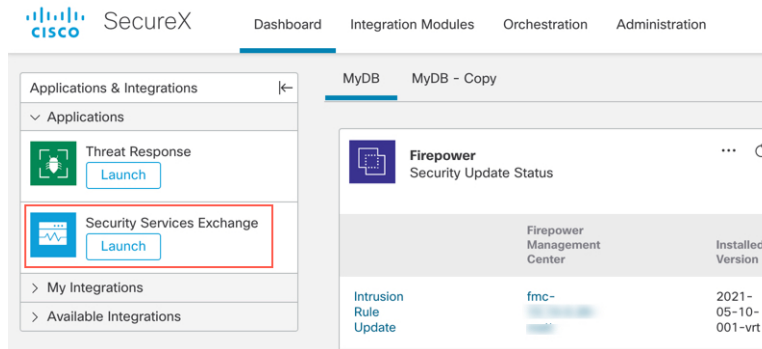 CISCO SecureX
Dashboard Integration Modules Orchestration Administration
Applications & Integrations
Applications
Threat Response
Launch
Security Services Exchange
Launch
My Integrations
Available Integrations
MyDB MyDB - Copy
Firepower
Security Update Status
Firepower
Management
Center
Installed
Version
Intrusion
Rule
Update
fmc-
2021-
05-10-
001-vrt